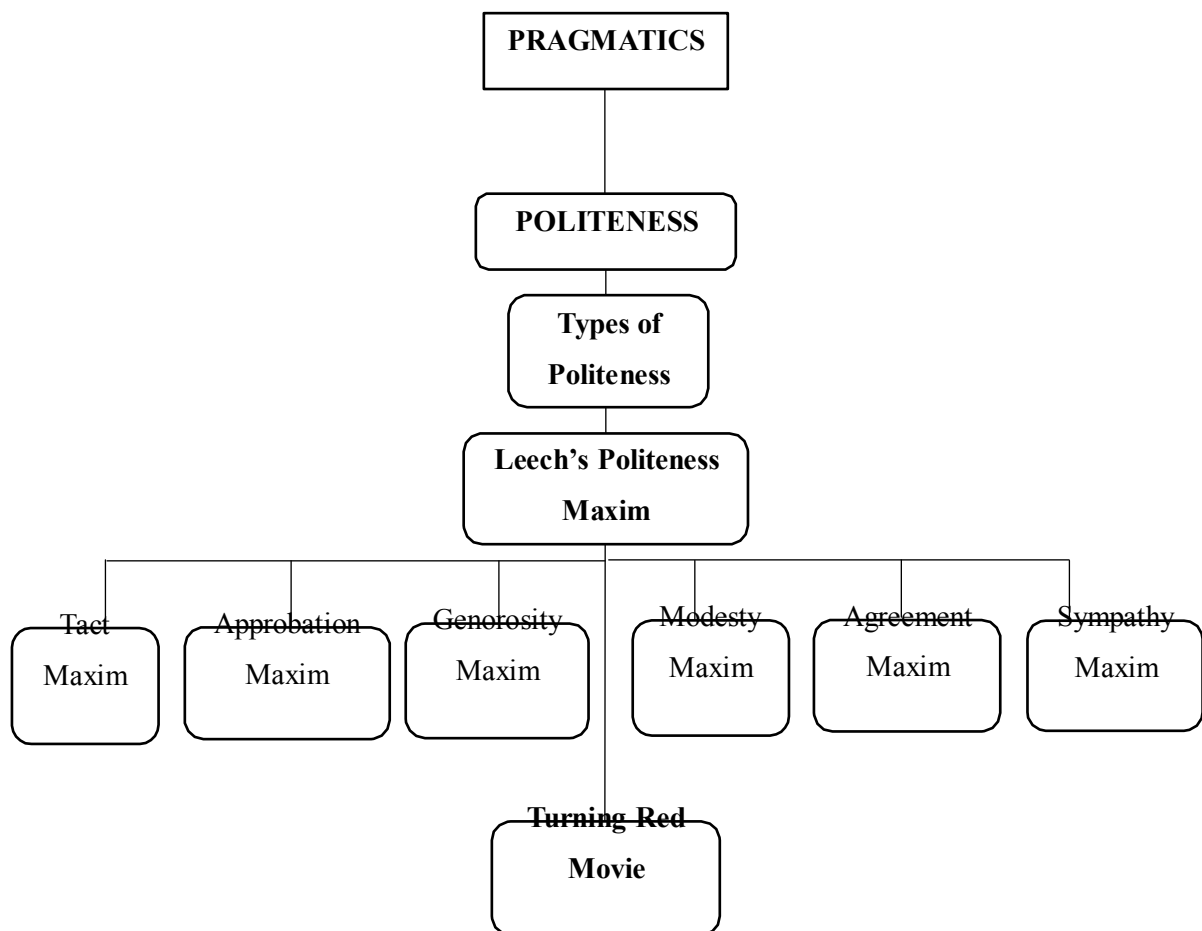 PRAGMATICS
POLITENESS
Types of
Politeness
Leech’s Politeness
Maxim
Tact
Maxim
Approbation
Maxim
Genorosity
Maxim
Modesty
Maxim
Agreement
Maxim
Sympathy
Maxim
Turning Red
Movie